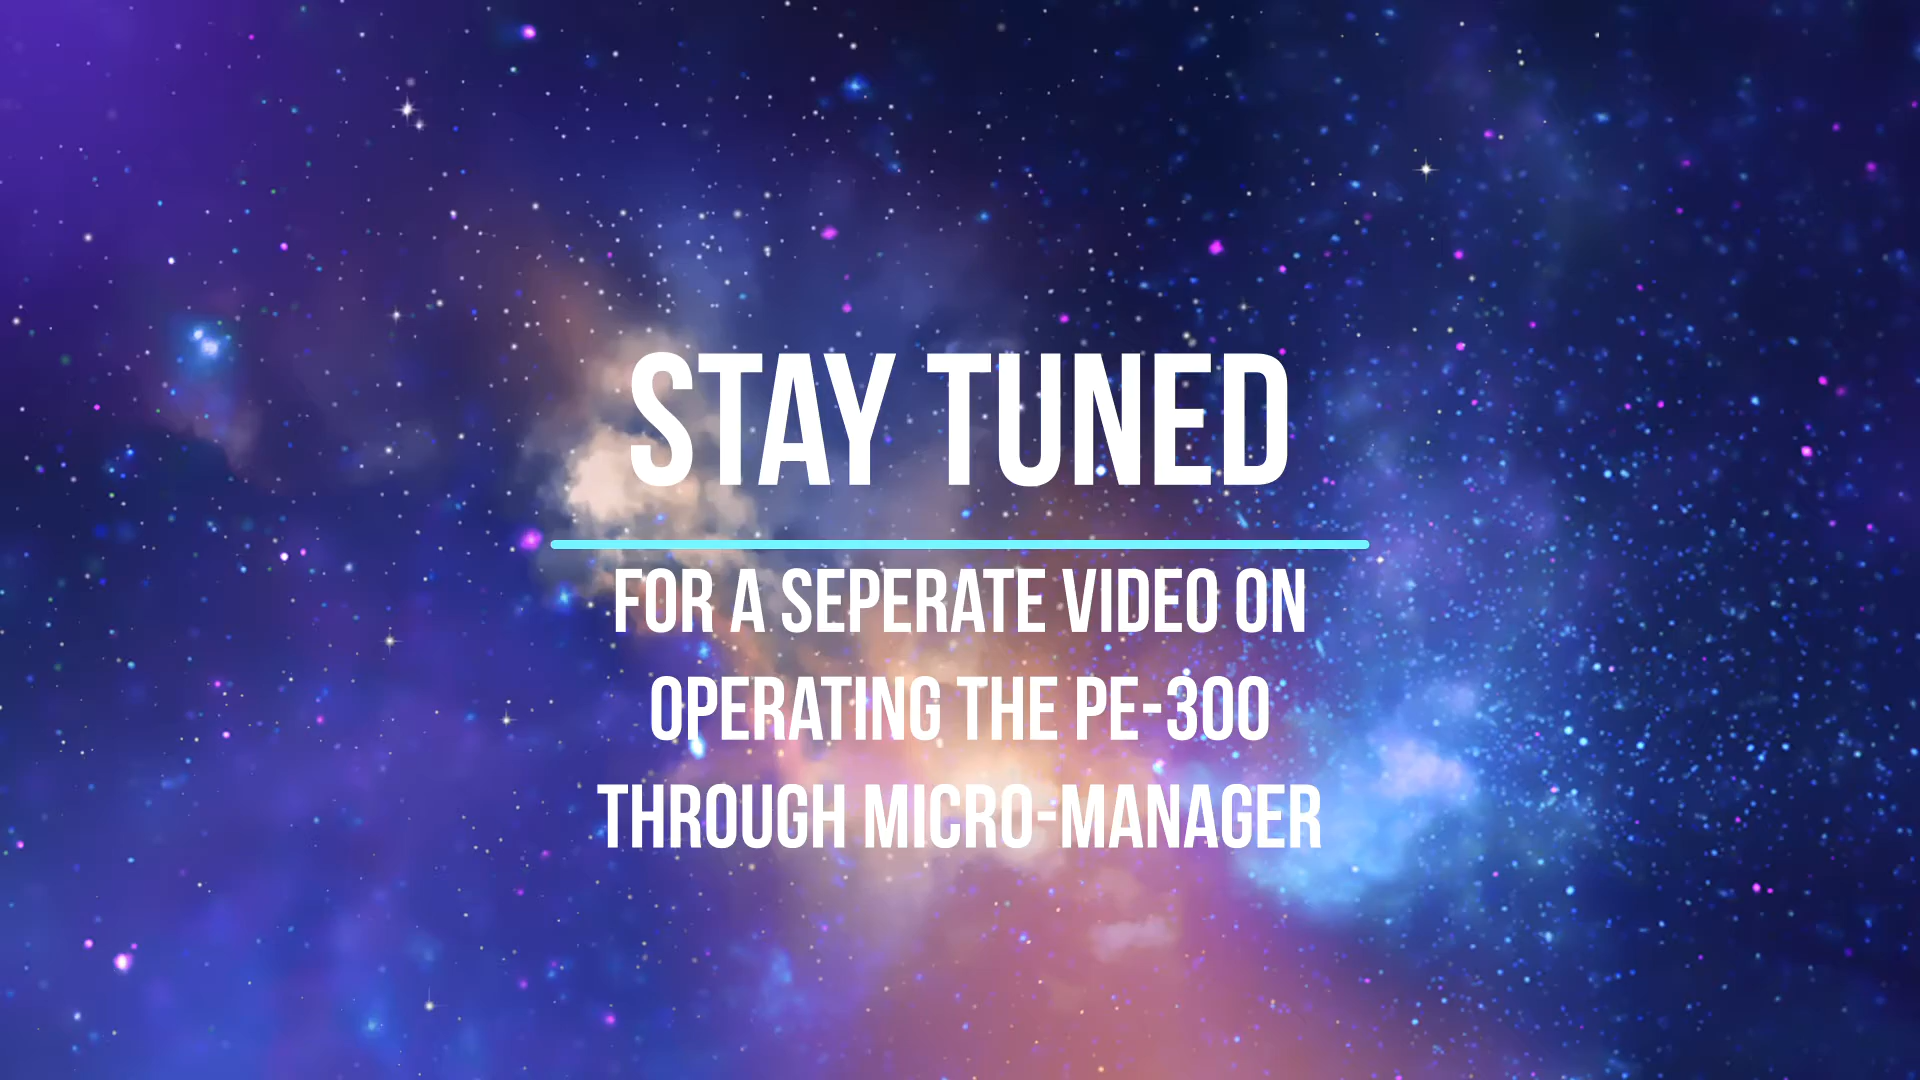 STAY TUNED
FOR A SEPERATE VIDEO ON
OPERATING THE PE-300
THROUGH MICRO-MANAGER